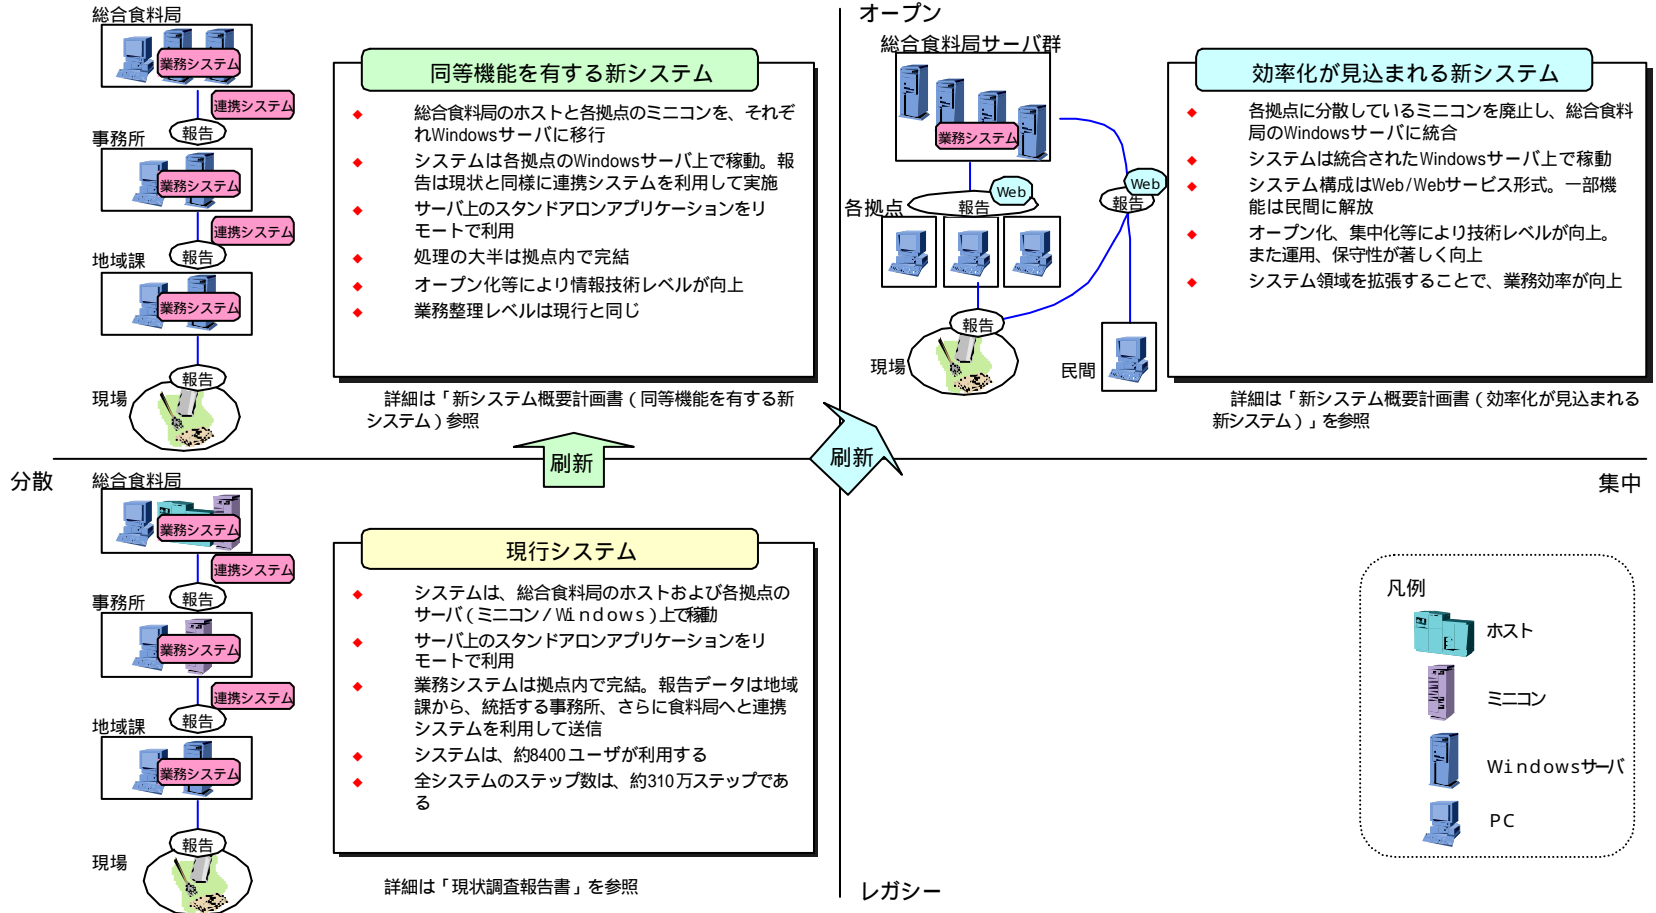 総合食料局
業務システム
連携システム
報告
事務所
業務システム
連携システム
報告
地域課
業務システム
報告
現場
同等機能を有する新システム
総合食料局のホストと各拠点のミニコンを、それぞ
れWindowsサーバに移行
システムは各拠点のWindowsサーバ上で稼動。報
告は現状と同様に連携システムを利用して実施
サーバ上のスタンドアロンアプリケーションをリ
モートで利用
処理の大半は拠点内で完結
オープン化等により情報技術レベルが向上
業務整理レベルは現行と同じ
詳細は「新システム概要計画書(同等機能を有する新
システム)参照
オープン
総合食料局サーバ群
業務システム
Web
報告
Web
報告
各拠点
報告
現場
民間
効率化が見込まれる新システム
各拠点に分散しているミニコンを廃止し、総合食料
局のWindowsサーバに統合
システムは統合されたWindowsサーバ上で稼動
システム構成はWeb/Webサービス形式。一部機
能は民間に解放
オープン化、集中化等により技術レベルが向上。
また運用、保守性が著しく向上
システム領域を拡張することで、業務効率が向上
詳細は「新システム概要計画書(効率化が見込まれる
新システム)」を参照
刷新
刷新
分散
集中
総合食料局
業務システム
連携システム
報告
事務所
業務システム
連携システム
報告
地域課
業務システム
報告
現場
現行システム
システムは、総合食料局のホストおよび各拠点の
サーバ(ミニコン/Windows)上で稼動
サーバ上のスタンドアロンアプリケーションをリ
モートで利用
業務システムは拠点内で完結。報告データは地域
課から、統括する事務所、さらに食料局へと連携
システムを利用して送信
システムは、約8400ユーザが利用する
全システムのステップ数は、約310万ステップであ
る
詳細は「現状調査報告書」を参照
レガシー
凡例
ホスト
ミニコン
Windowsサーバ
PC